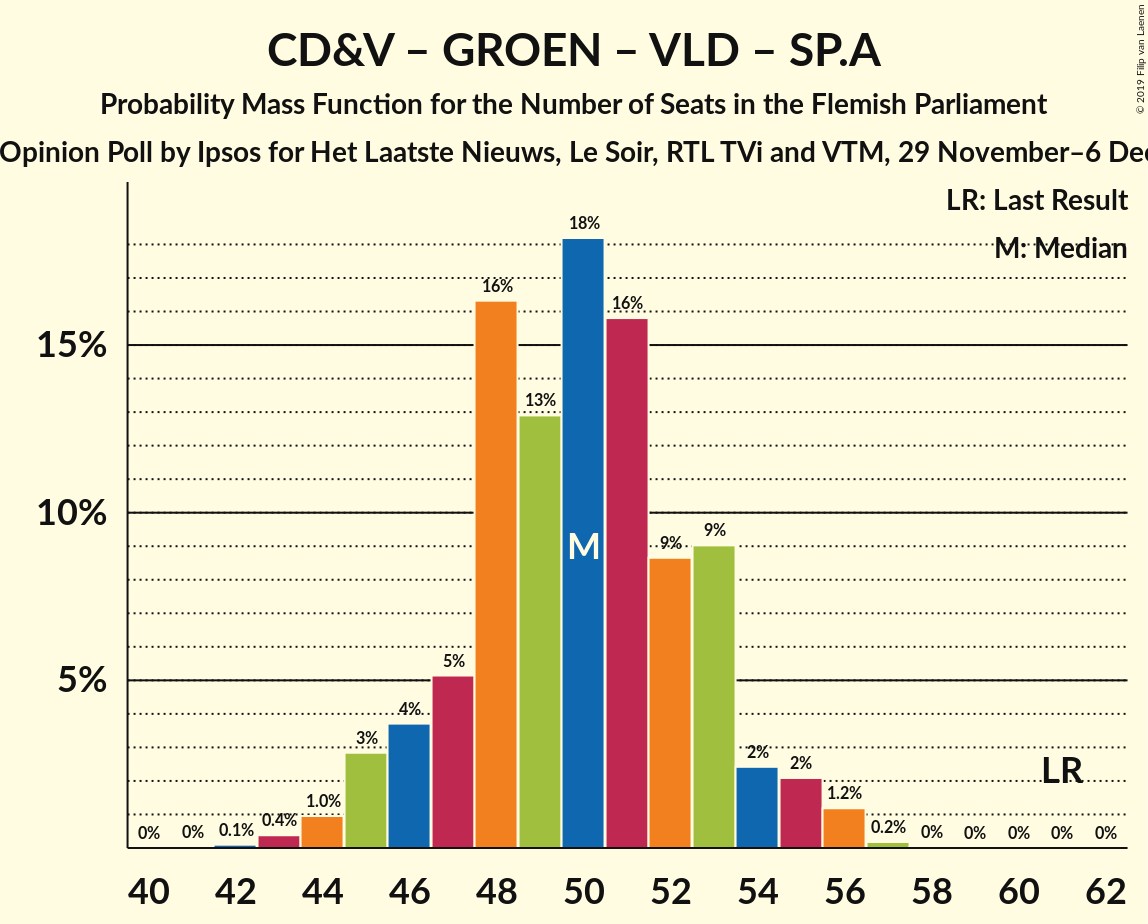 CD&V – GROEN – VLD – SP.A
Probability Mass Function for the Number of Seats in the Flemish Parliament
Opinion Poll by Ipsos for Het Laatste Nieuws, Le Soir, RTL TVi and VTM, 29 November–6 Dec
© 2019 Filip van Laenen
LR: Last Result
M: Median
15%
10%
5%
0% 0% 0.1% 0.4% 1.0% 3% 4% 5% 16% 13% 18% 16% 9% 9% 2% 2% 1.2% 0.2% 0% 0% 0% 0% 0%
M
LR
40 42 44 46 48 50 52 54 56 58 60 62